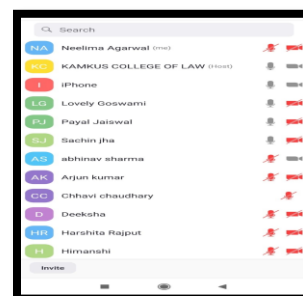 Search
NA Neelima Agarwal (me)
KC KAMKUS COLLEGE OF LAW (Host)
I iPhone
LG Lovely Goswami
PJ Payal Jaiswal
SJ Sachin jha
AS abhinav sharma
AK Arjun kumar
CC Chhavi chaudhary
D Deeksha
HR Harshita Rajput
H Himanshi
Invite